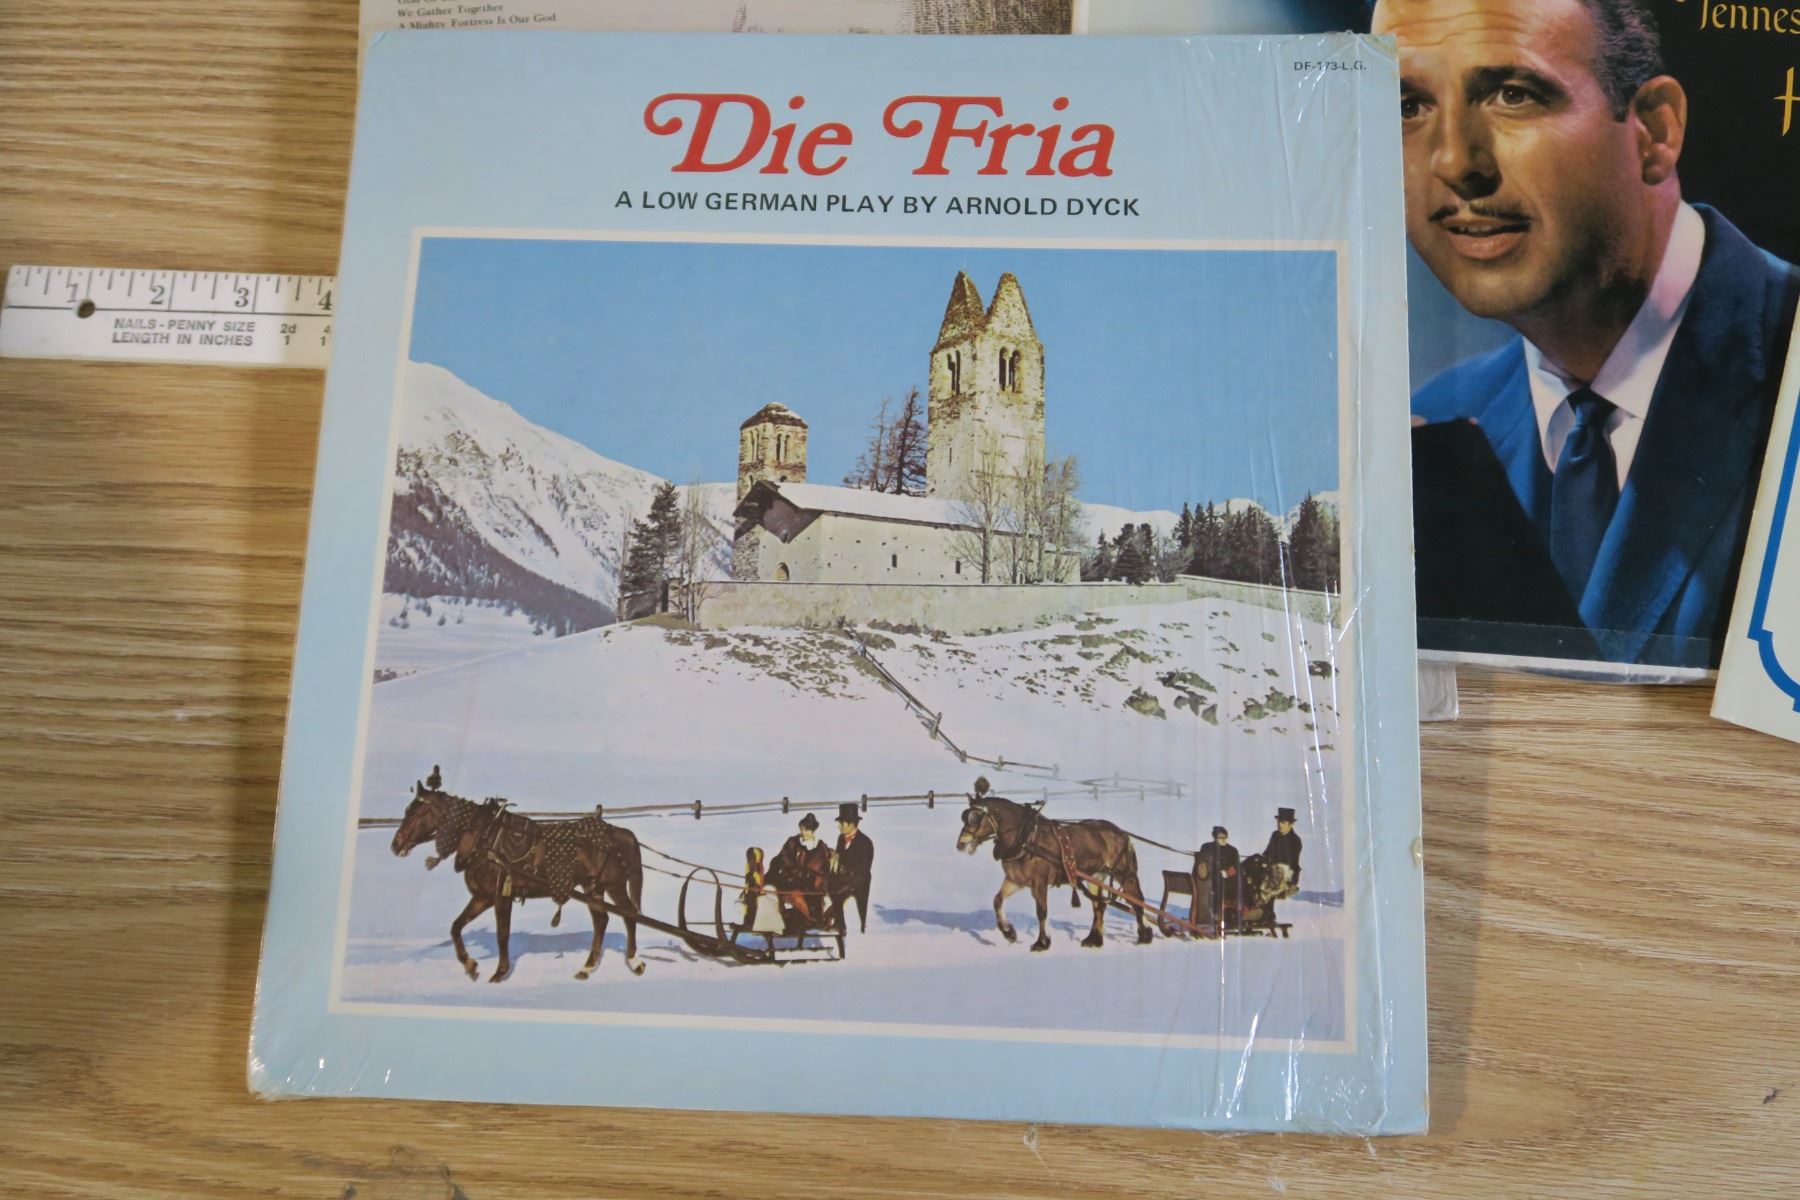 We Gather Together
A Mighty Fortress Is Our God
DF-173-L.G.
Die Fria
A LOW GERMAN PLAY BY ARNOLD DYCK
1 2 3 4
NAILS-PENNY SIZE 2d 4
LENGTH IN INCHES 1 1